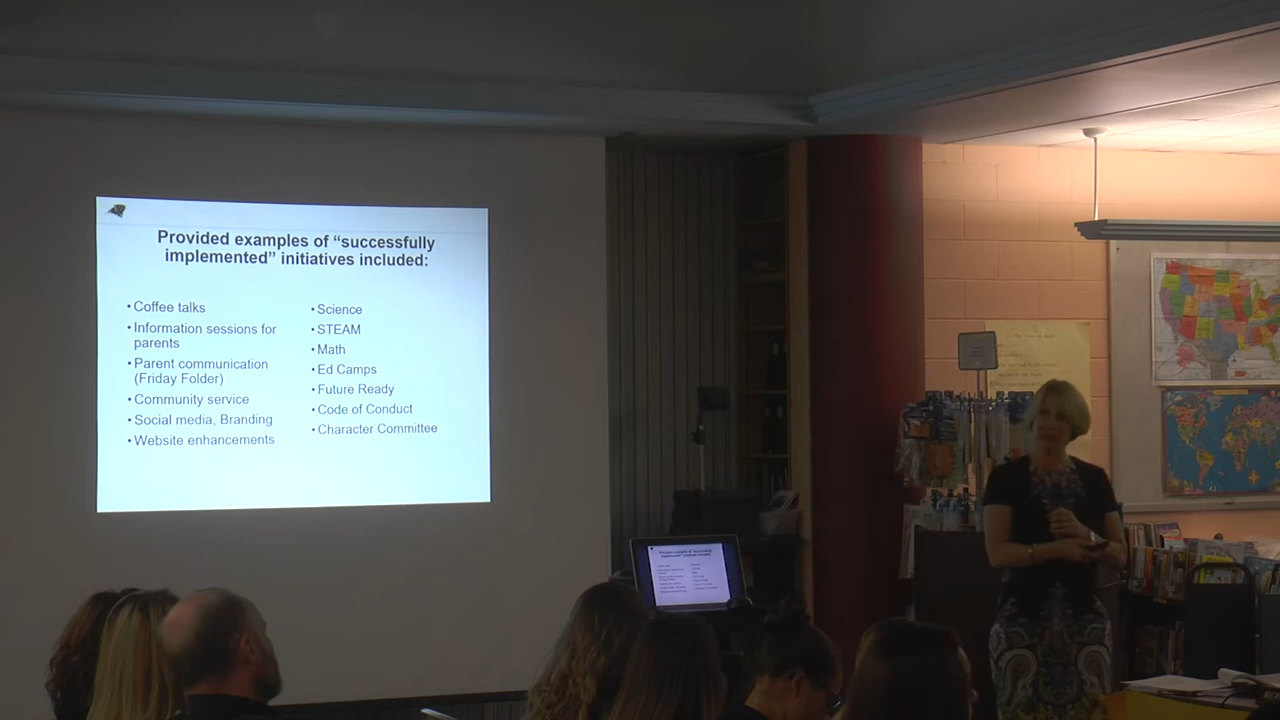 Provided examples of “successfully
implemented” initiatives included:
• Coffee talks
• Information sessions for
parents
• Parent communication
(Friday Folder)
• Community service
• Social media, Branding
• Website enhancements
• Science
• STEAM
• Math
• Ed Camps
• Future Ready
• Code of Conduct
• Character Committee